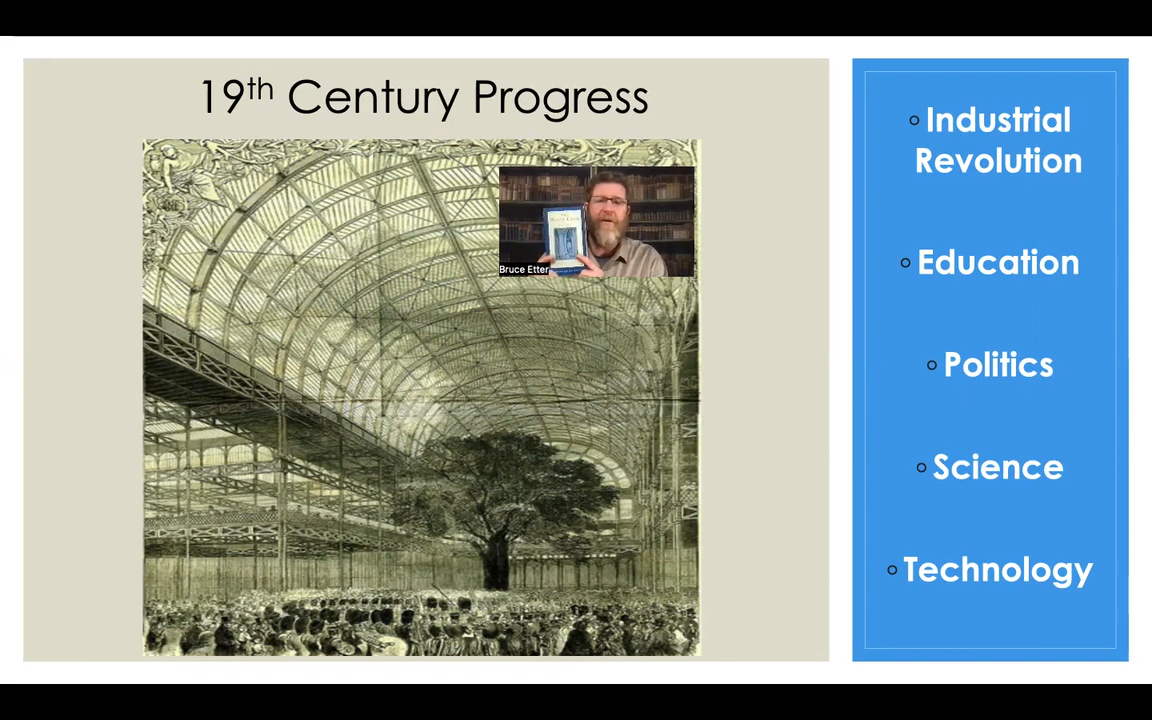 19th Century Progress
Bruce Etter
Industrial
Revolution
Education
Politics
Science
Technology